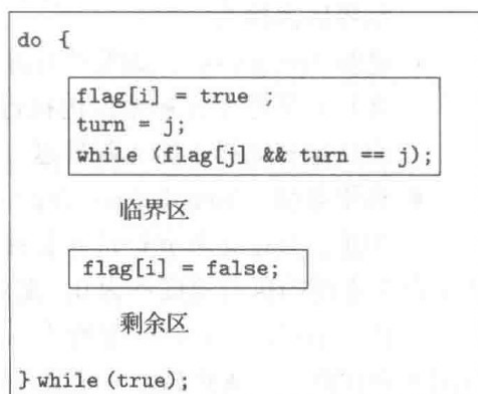 do {
flag[i] = true ;
turn = j;
while (flag[j] && turn == j);
临界区
flag[i] = false;
剩余区
} while (true);